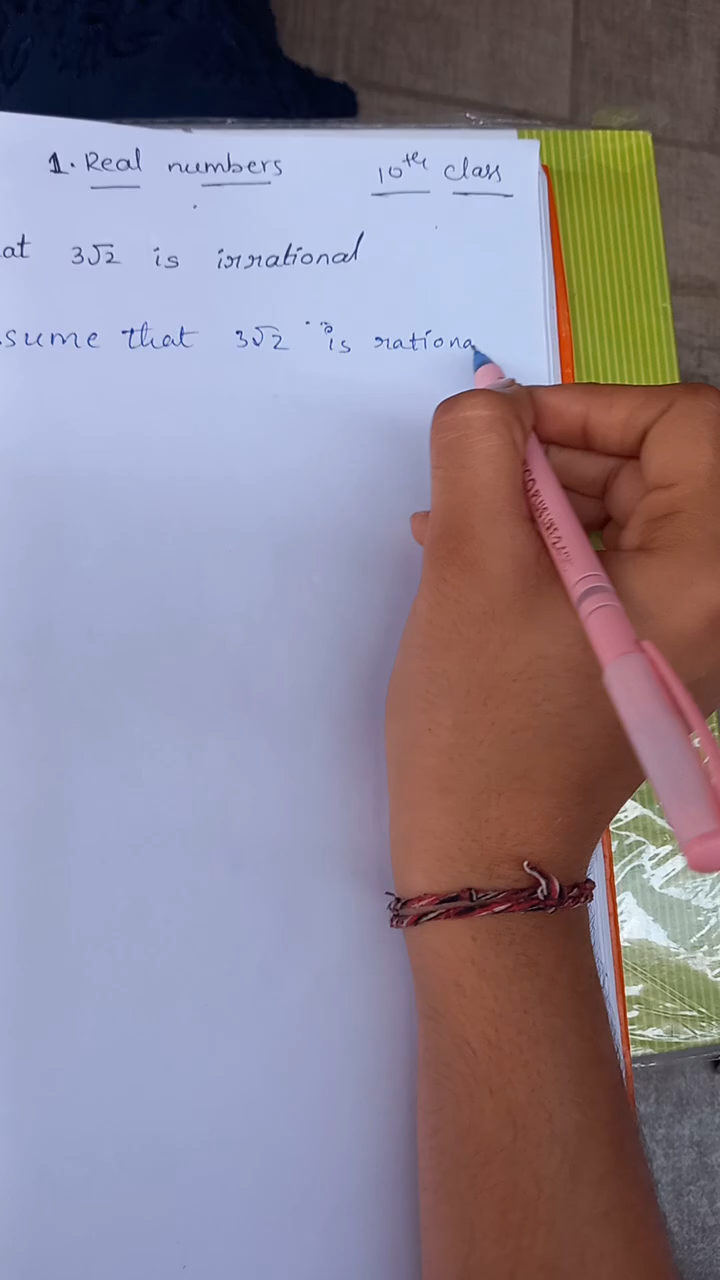 1. Real numbers 10th class
at 3√2 is irrational
sume that 3√2 is rationa